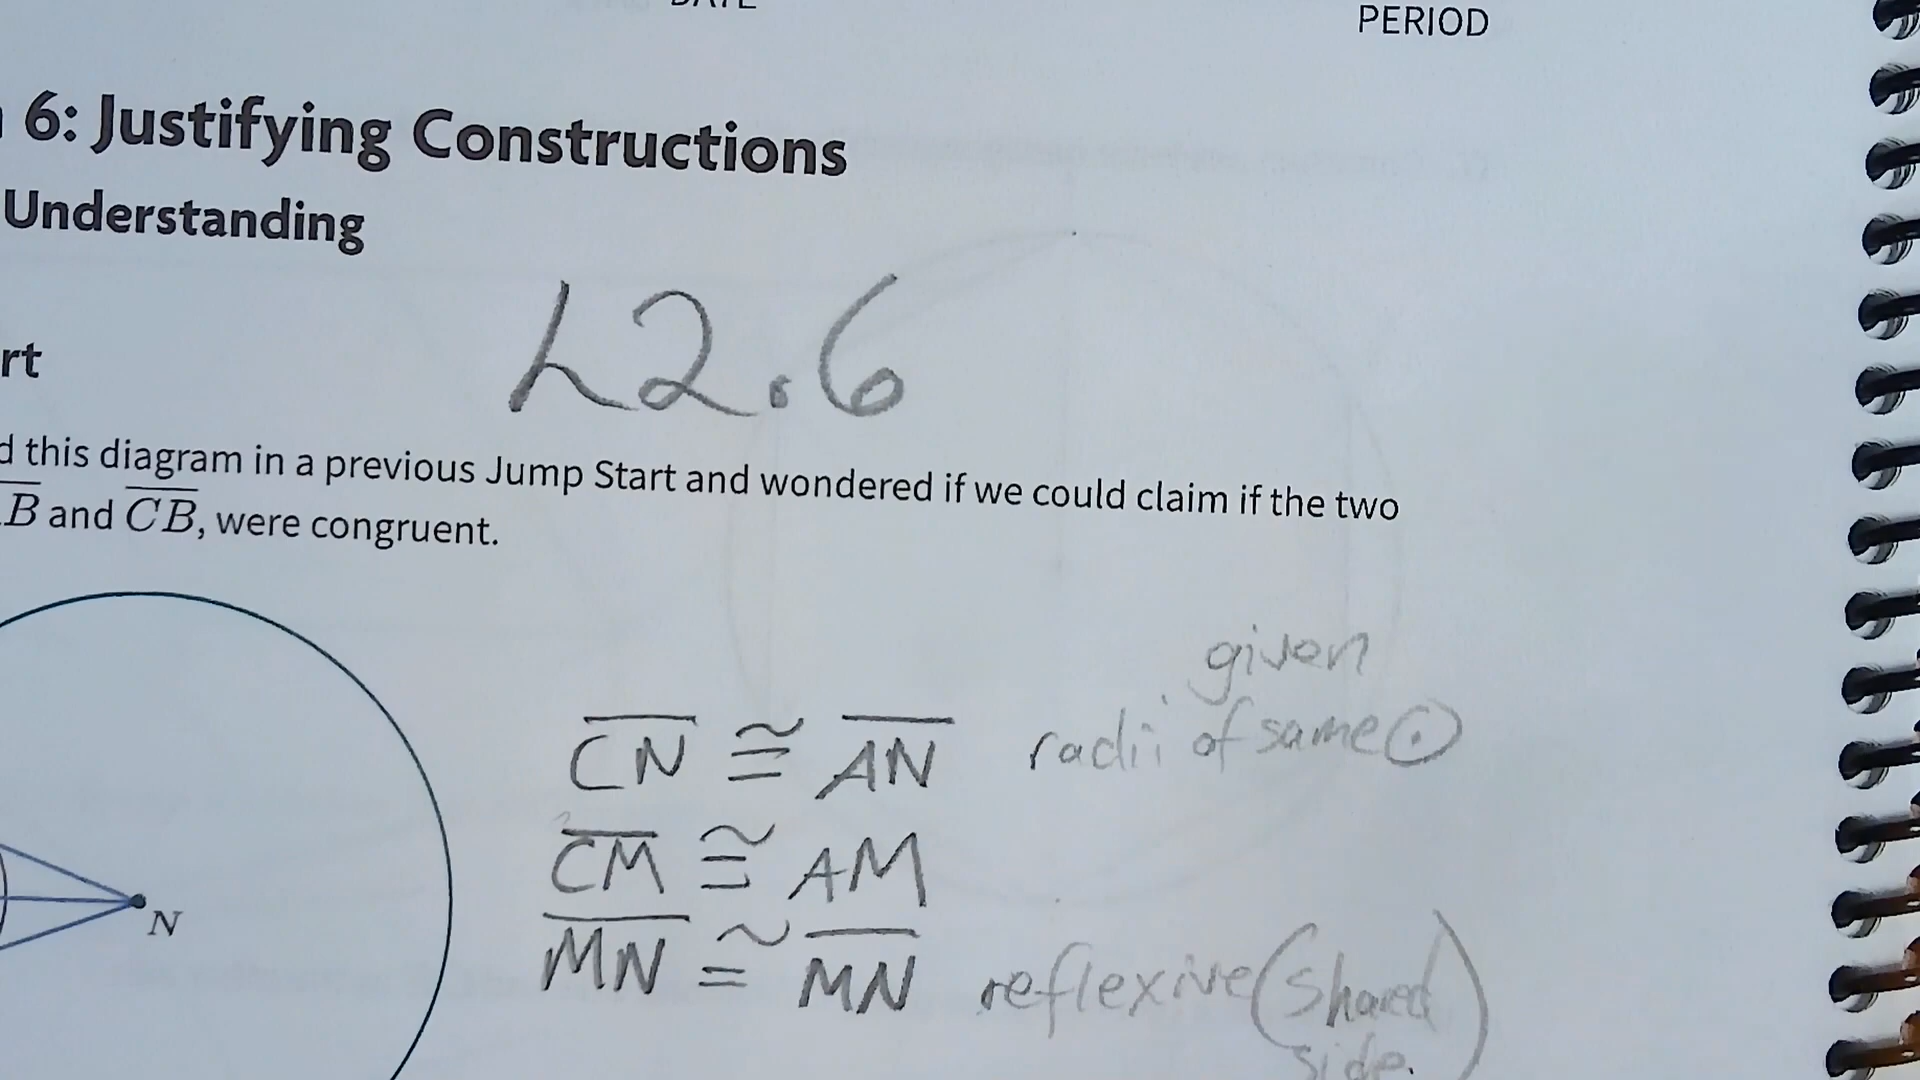 PERIOD
6: Justifying Constructions
Understanding
L2.6
rt
d this diagram in a previous Jump Start and wondered if we could claim if the two
B and CB, were congruent.
given
CN ≅ AN radii of same ⊙
CM ≅ AM
N
MN ≅ MN reflexive (shared
side.